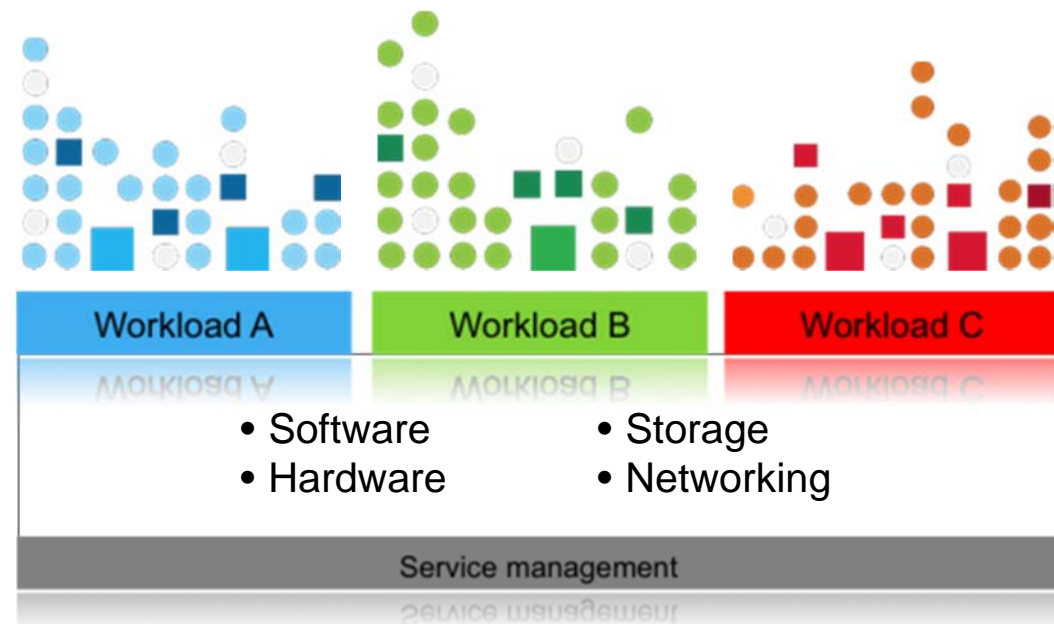 Workload A
Workload B
Workload C
• Software
• Hardware
• Storage
• Networking
Service management